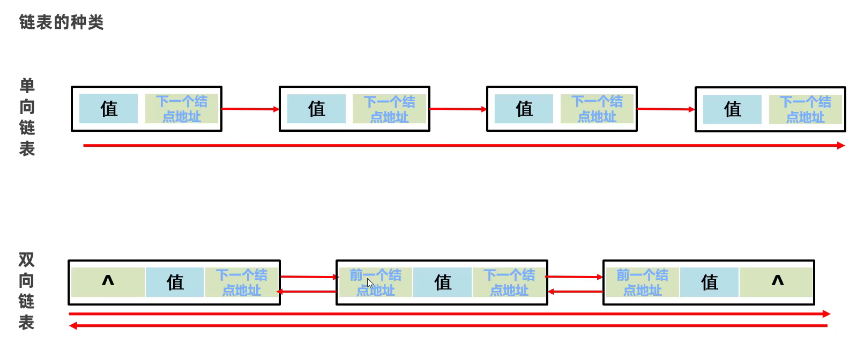 链表的种类
单向链表
值 下一个结点地址 值 下一个结点地址 值 下一个结点地址 值 下一个结点地址
双向链表
^ 值 下一个结点地址 前一个结点地址 值 下一个结点地址 前一个结点地址 值 ^